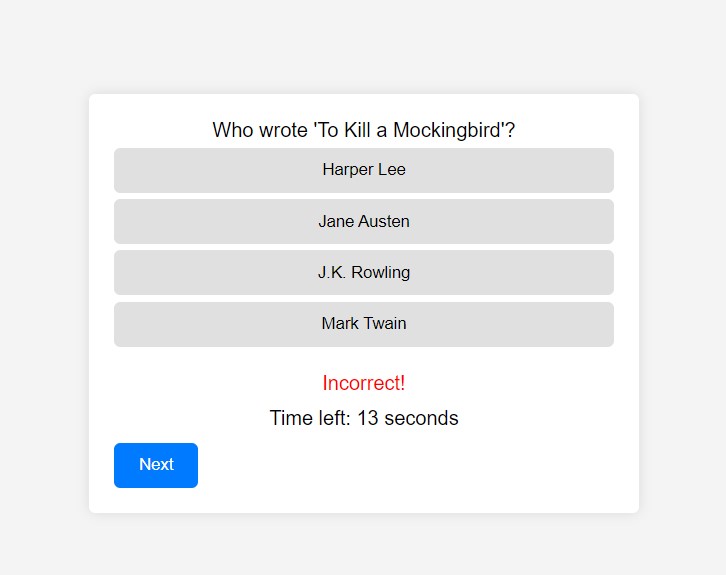 Who wrote 'To Kill a Mockingbird'?
Harper Lee
Jane Austen
J.K. Rowling
Mark Twain
Incorrect!
Time left: 13 seconds
Next